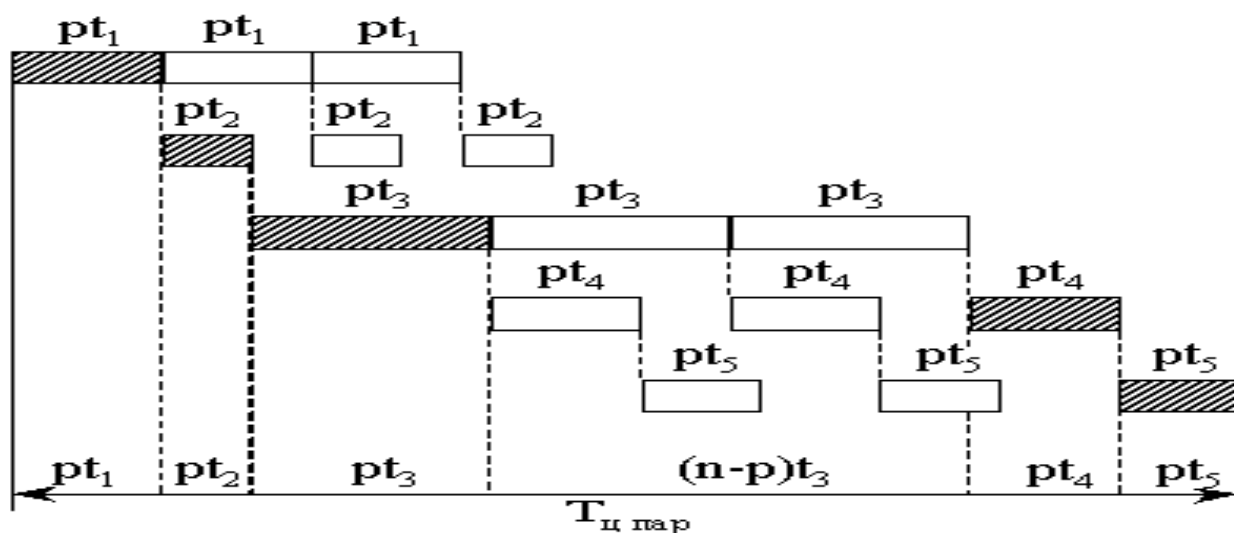 pt₁ pt₁ pt₁
pt₂ pt₂ pt₂
pt₃ pt₃ pt₃
pt₄ pt₄ pt₄
pt₅ pt₅ pt₅
pt₁ pt₂ pt₃ (n-p)t₃ pt₄ pt₅
Tц пар